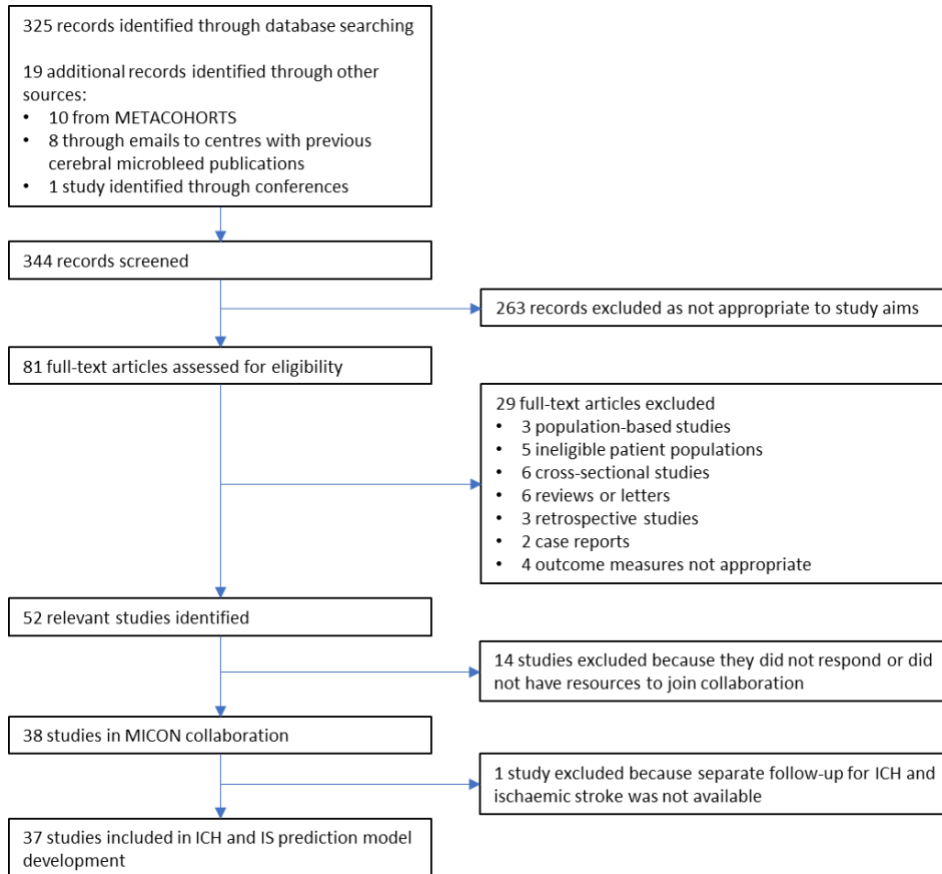 325 records identified through database searching
19 additional records identified through other
sources:
• 10 from METACOHORTS
• 8 through emails to centres with previous
cerebral microbleed publications
• 1 study identified through conferences
344 records screened
263 records excluded as not appropriate to study aims
81 full-text articles assessed for eligibility
29 full-text articles excluded
• 3 population-based studies
• 5 ineligible patient populations
• 6 cross-sectional studies
• 6 reviews or letters
• 3 retrospective studies
• 2 case reports
• 4 outcome measures not appropriate
52 relevant studies identified
14 studies excluded because they did not respond or did
not have resources to join collaboration
38 studies in MICON collaboration
1 study excluded because separate follow-up for ICH and
ischaemic stroke was not available
37 studies included in ICH and IS prediction model
development